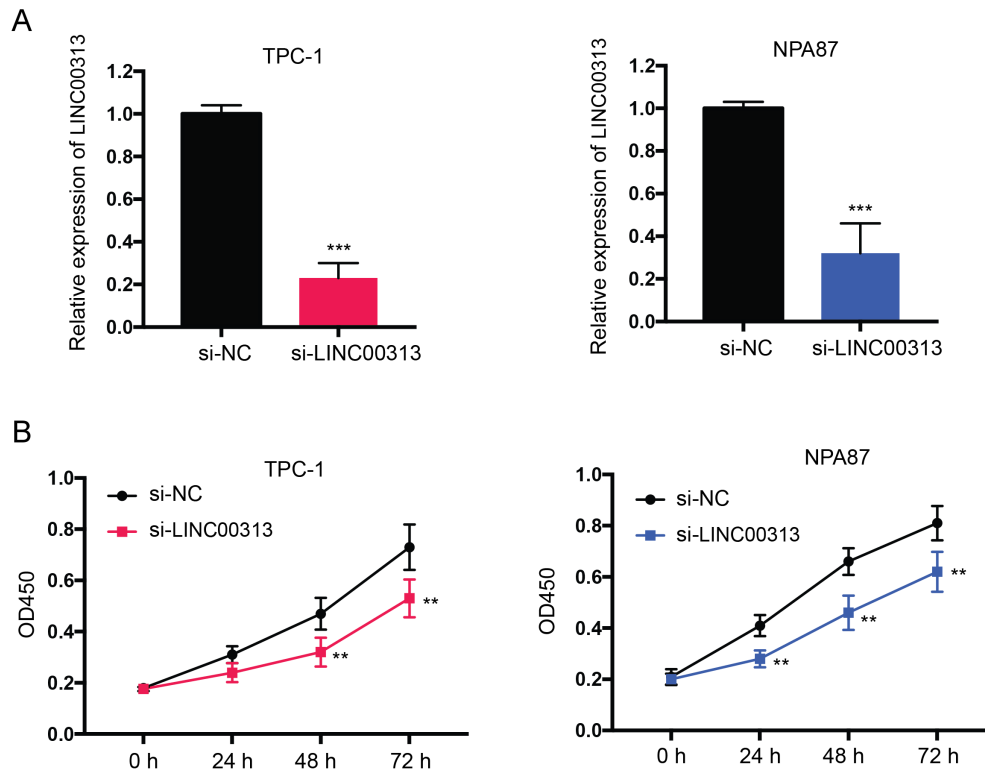 A
TPC-1
Relative expression of LINC00313
1.2
1.0
0.8
0.6
0.4
0.2
0.0
***
si-NC
si-LINC00313
NPA87
Relative expression of LINC00313
1.2
1.0
0.8
0.6
0.4
0.2
0.0
***
si-NC
si-LINC00313
B
TPC-1
OD450
1.0
0.8
0.6
0.4
0.2
0.0
si-NC
si-LINC00313
**
**
0 h
24 h
48 h
72 h
NPA87
OD450
1.0
0.8
0.6
0.4
0.2
0.0
si-NC
si-LINC00313
**
**
**
0 h
24 h
48 h
72 h